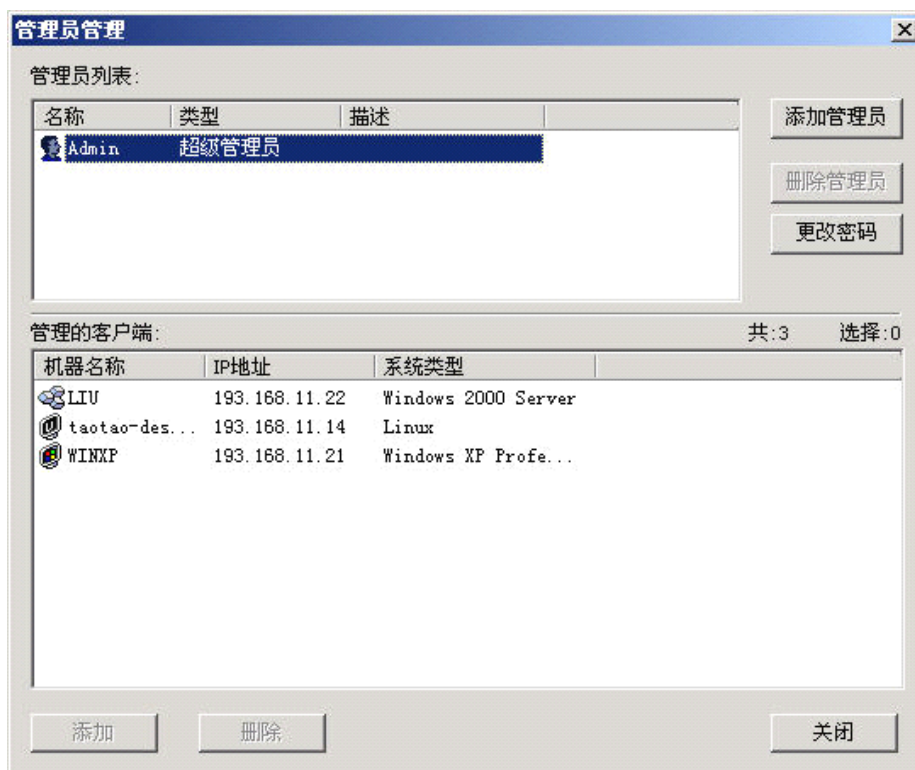 管理员管理
管理员列表:
名称 类型 描述
Admin 超级管理员
添加管理员
删除管理员
更改密码
管理的客户端: 共:3 选择:0
机器名称 IP地址 系统类型
LIU 193.168.11.22 Windows 2000 Server
taotao-des... 193.168.11.14 Linux
WINXP 193.168.11.21 Windows XP Profe...
添加 删除 关闭